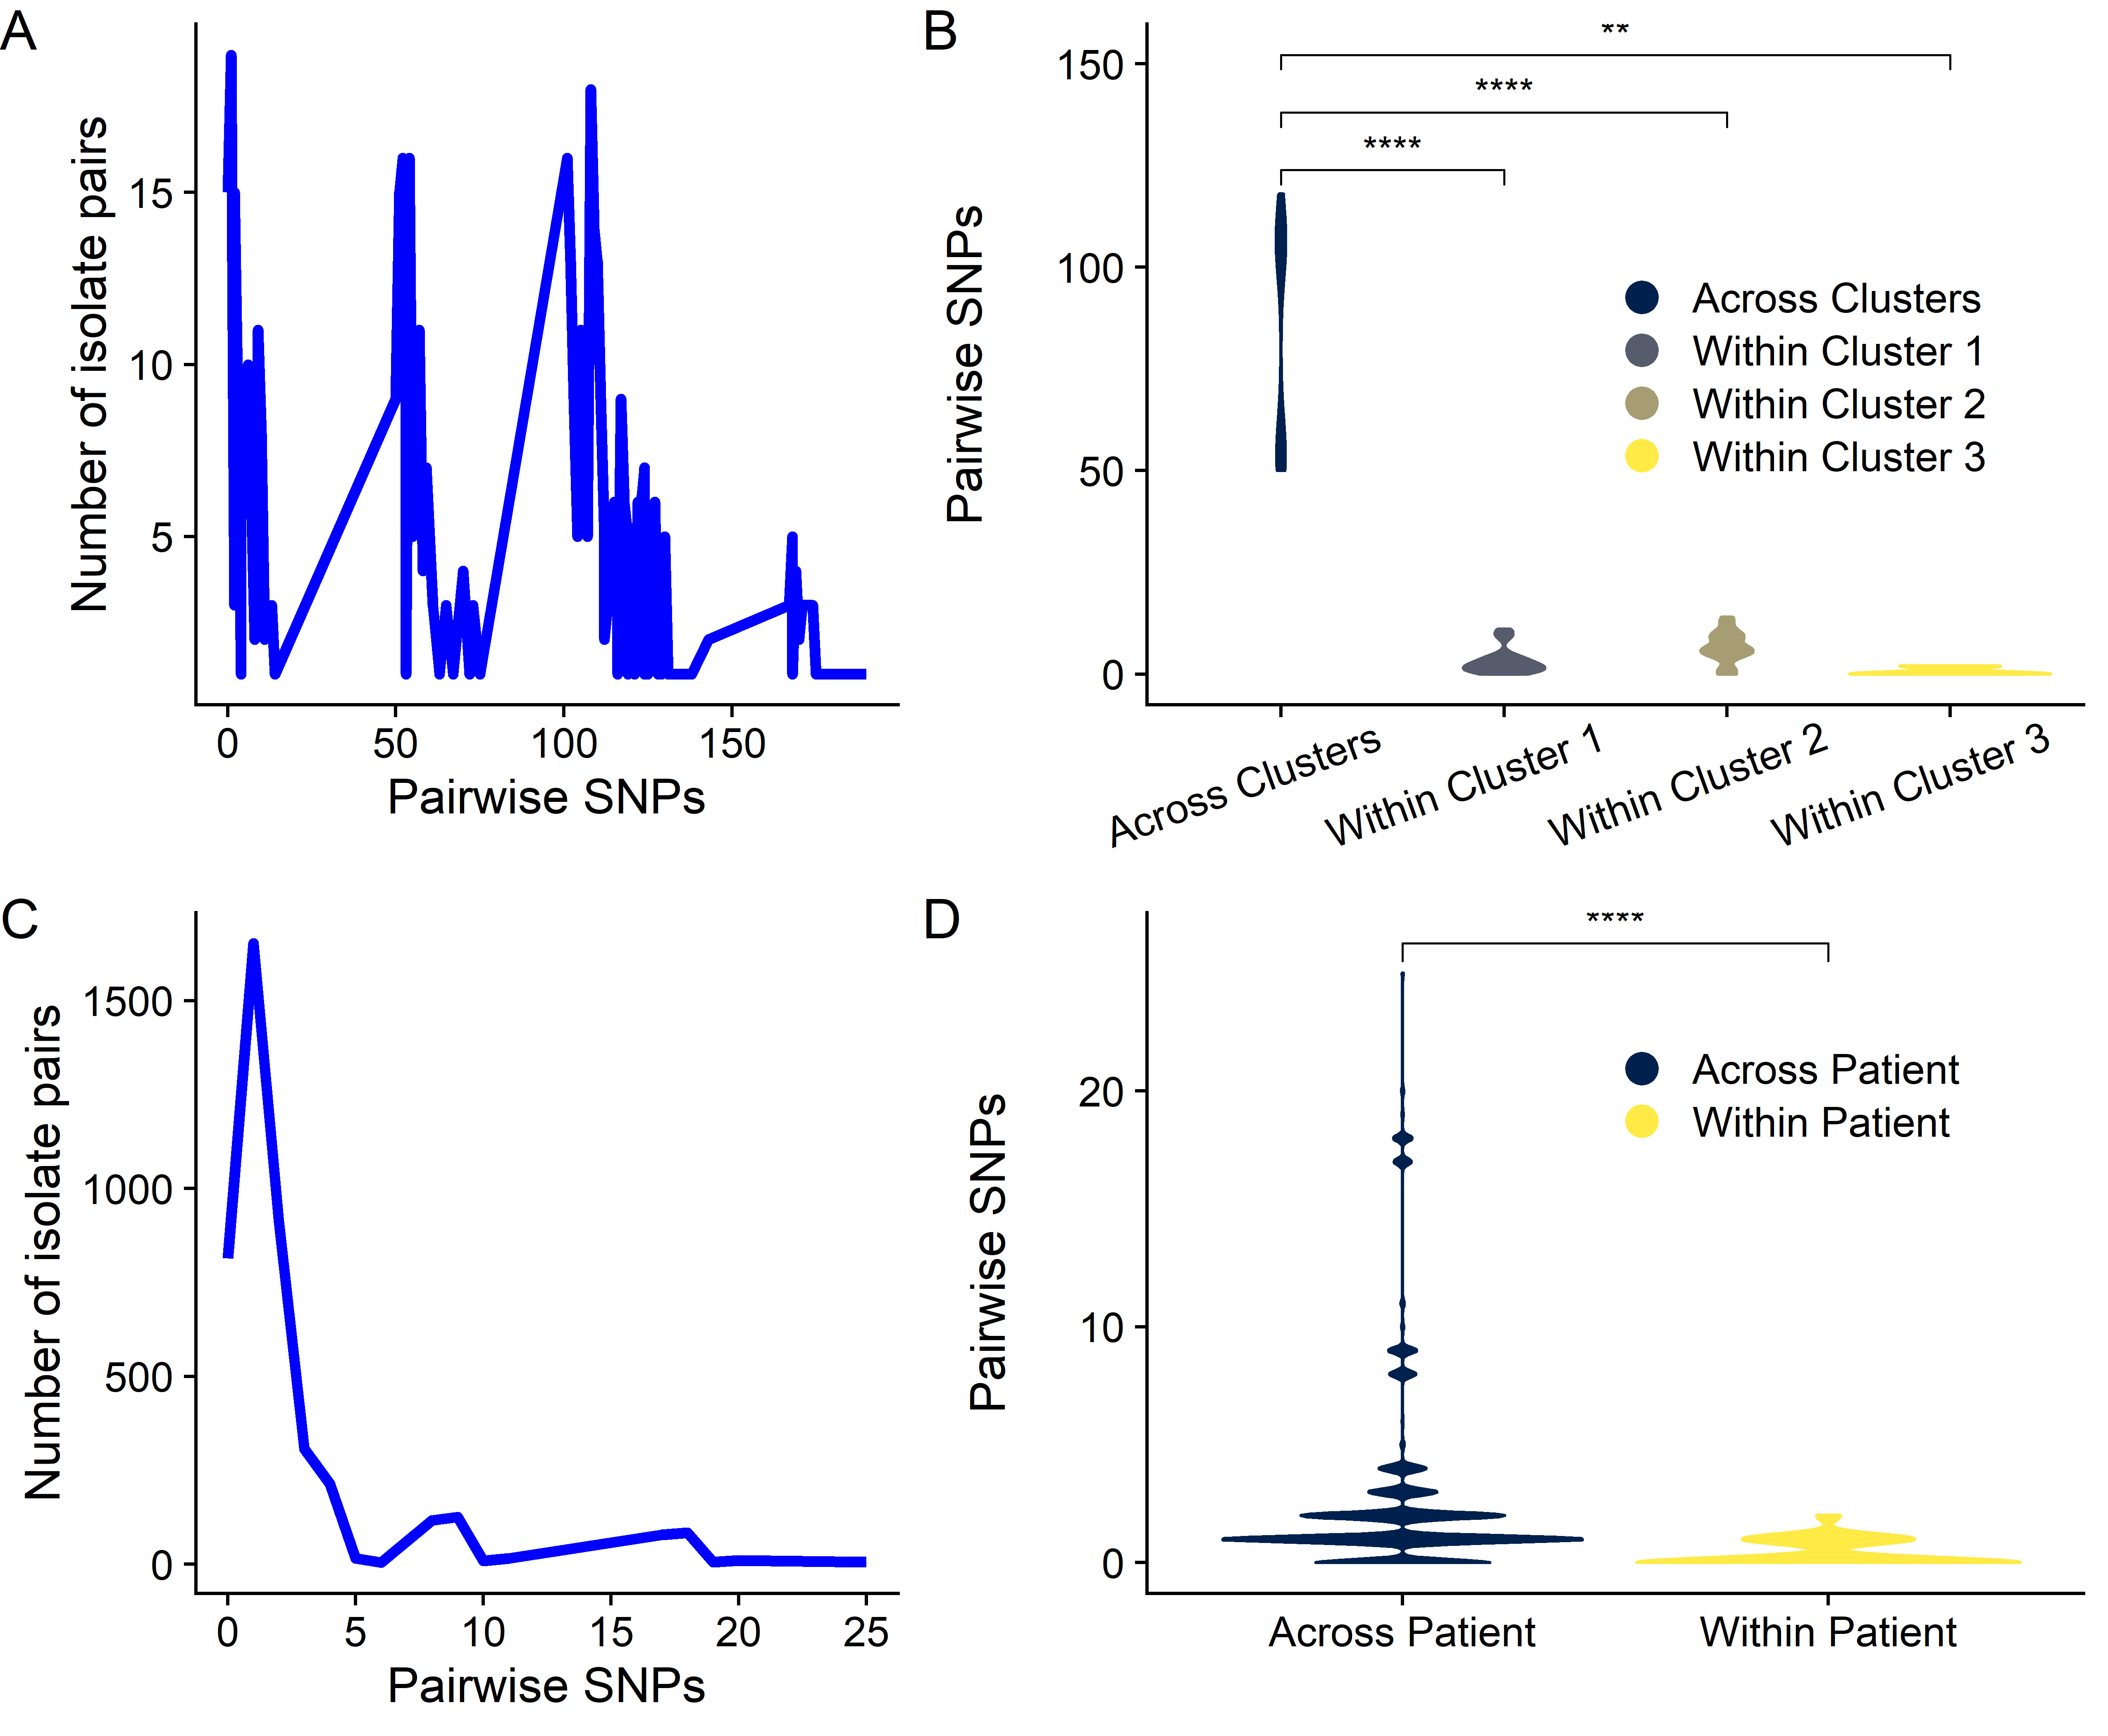 A
Number of isolate pairs
15
10
5
0
50
100
150
Pairwise SNPs
B
Pairwise SNPs
150
100
50
0
**
****
****
Across Clusters
Within Cluster 1
Within Cluster 2
Within Cluster 3
Across Clusters
Within Cluster 1
Within Cluster 2
Within Cluster 3
C
Number of isolate pairs
1500
1000
500
0
0
5
10
15
20
25
Pairwise SNPs
D
Pairwise SNPs
20
10
0
****
Across Patient
Within Patient
Across Patient
Within Patient